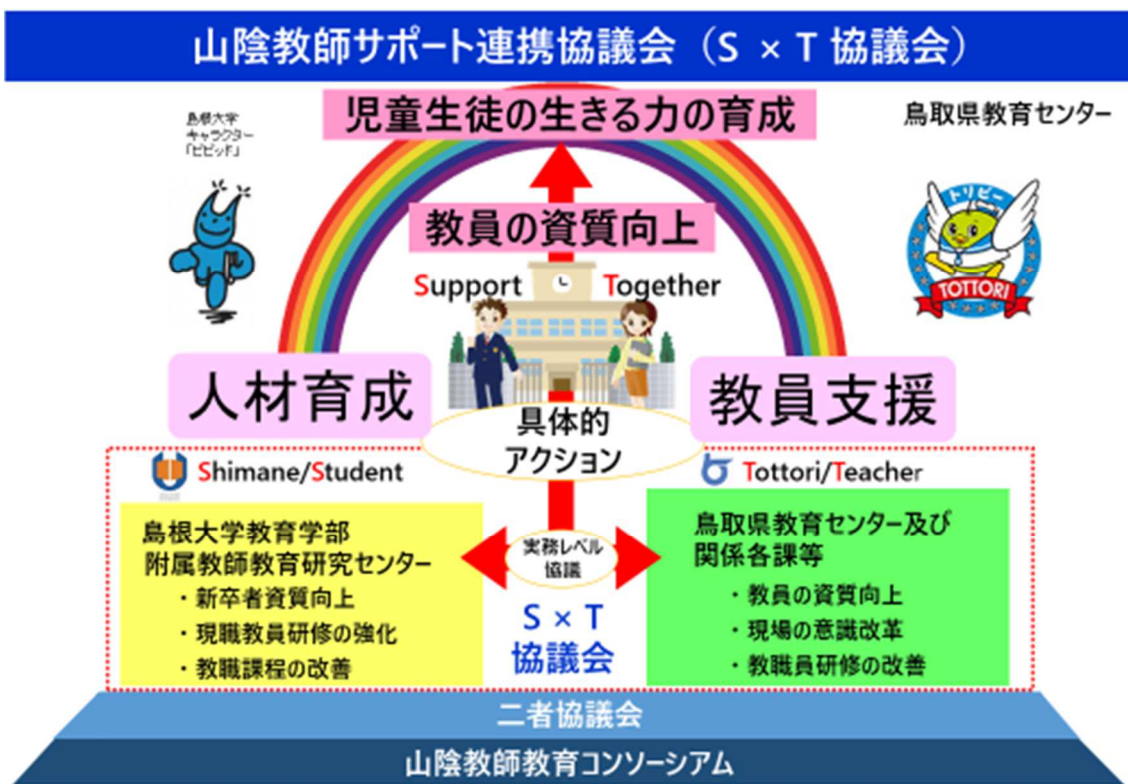 山陰教師サポート連携協議会（S × T 協議会）
児童生徒の生きる力の育成
島根大学
キャラクター
「ビビット」
鳥取県教育センター
トリピー
TOTTORI
教員の資質向上
Support Together
人材育成
教員支援
具体的
アクション
Shimane/Student
Tottori/Teacher
島根大学教育学部
附属教師教育研究センター
・新卒者資質向上
・現職教員研修の強化
・教職課程の改善
実務レベル
協議
S × T
協議会
鳥取県教育センター及び
関係各課等
・教員の資質向上
・現場の意識改革
・教職員研修の改善
二者協議会
山陰教師教育コンソーシアム